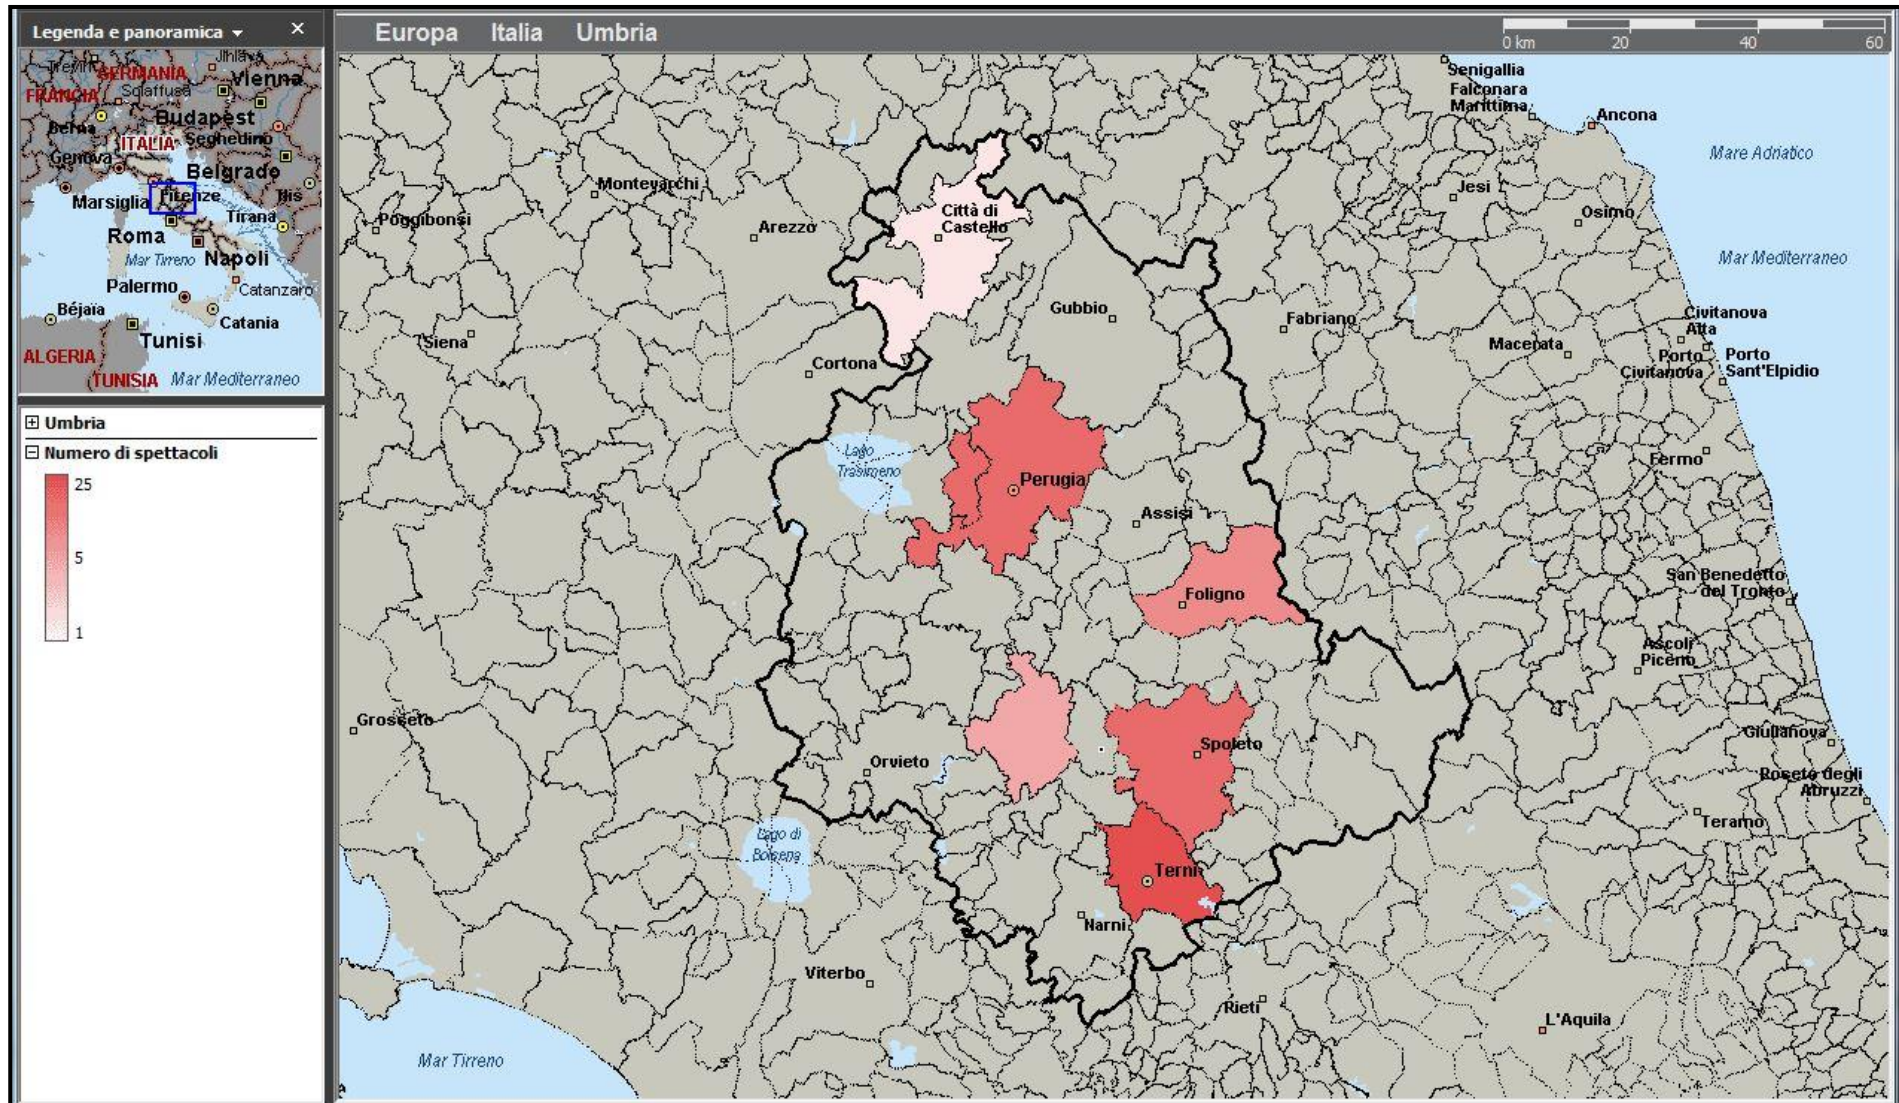 Legenda e panoramica
Europa Italia Umbria
0 km 20 40 60
GERMANIA
Sciaffusa
Vienna
FRANCIA
Berna
Budapest
ITALIA
Seghedino
Genova
Belgrado
Marsiglia
Firenze
Nis
Tirana
Roma
Mar Tirreno
Napoli
Palermo
Catanzaro
Béjaïa
Catania
Tunisi
ALGERIA
TUNISIA
Mar Mediterraneo
Umbria
Numero di spettacoli
25
5
1
Senigallia
Falconara
Marittima
Ancona
Mare Adriatico
Montevarchi
Jesi
Poggibonsi
Arezzo
Città di
Castello
Osimo
Mar Mediterraneo
Gubbio
Fabriano
Civitanova
Alta
Siena
Macerata
Cortona
Porto
Civitanova
Porto
Sant'Elpidio
Lago
Trasimeno
Fermo
Perugia
Assisi
San Benedetto
del Tronto
Foligno
Ascoli
Piceno
Grosseto
Spoleto
Giulianova
Orvieto
Roseto degli
Abruzzi
Lago di
Bolsena
Teramo
Terni
Narni
Viterbo
Rieti
L'Aquila
Mar Tirreno